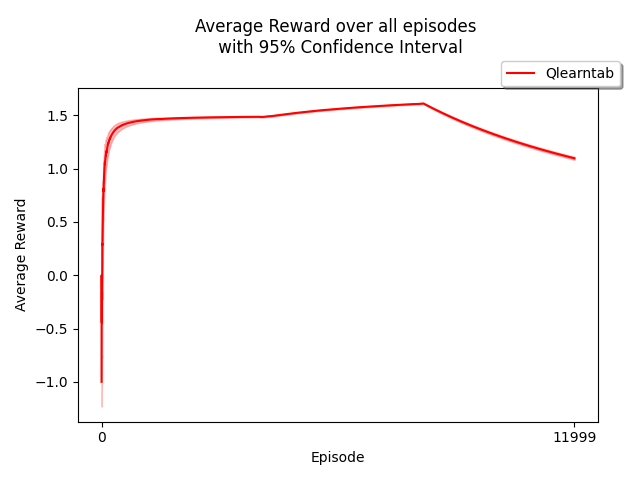 Average Reward over all episodes
with 95% Confidence Interval
Qlearntab
1.5
1.0
0.5
0.0
−0.5
−1.0
Average Reward
0
11999
Episode